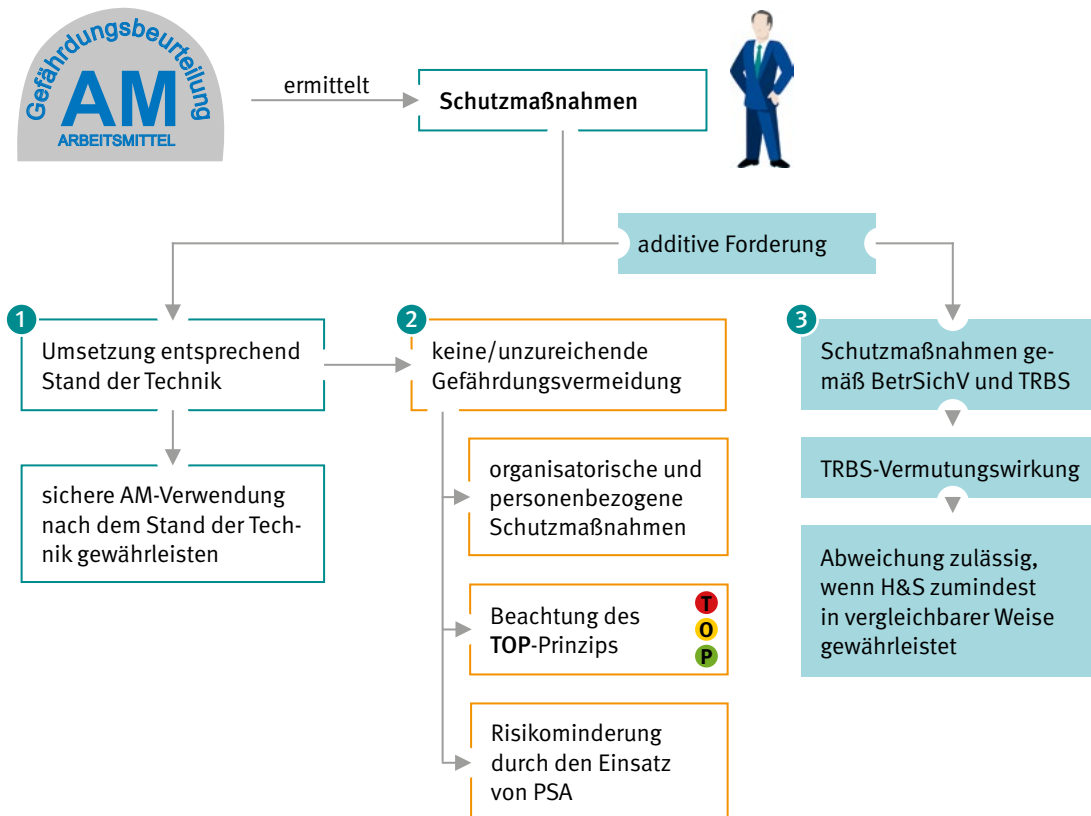 Gefährdungsbeurteilung
AM
ARBEITSMITTEL
ermittelt
Schutzmaßnahmen
additive Forderung
1
Umsetzung entsprechend
Stand der Technik
sichere AM-Verwendung
nach dem Stand der Tech-
nik gewährleisten
2
keine/unzureichende
Gefährdungsvermeidung
organisatorische und
personenbezogene
Schutzmaßnahmen
Beachtung des
TOP-Prinzips
T
O
P
Risikominderung
durch den Einsatz
von PSA
3
Schutzmaßnahmen ge-
mäß BetrSichV und TRBS
TRBS-Vermutungswirkung
Abweichung zulässig,
wenn H&S zumindest
in vergleichbarer Weise
gewährleistet